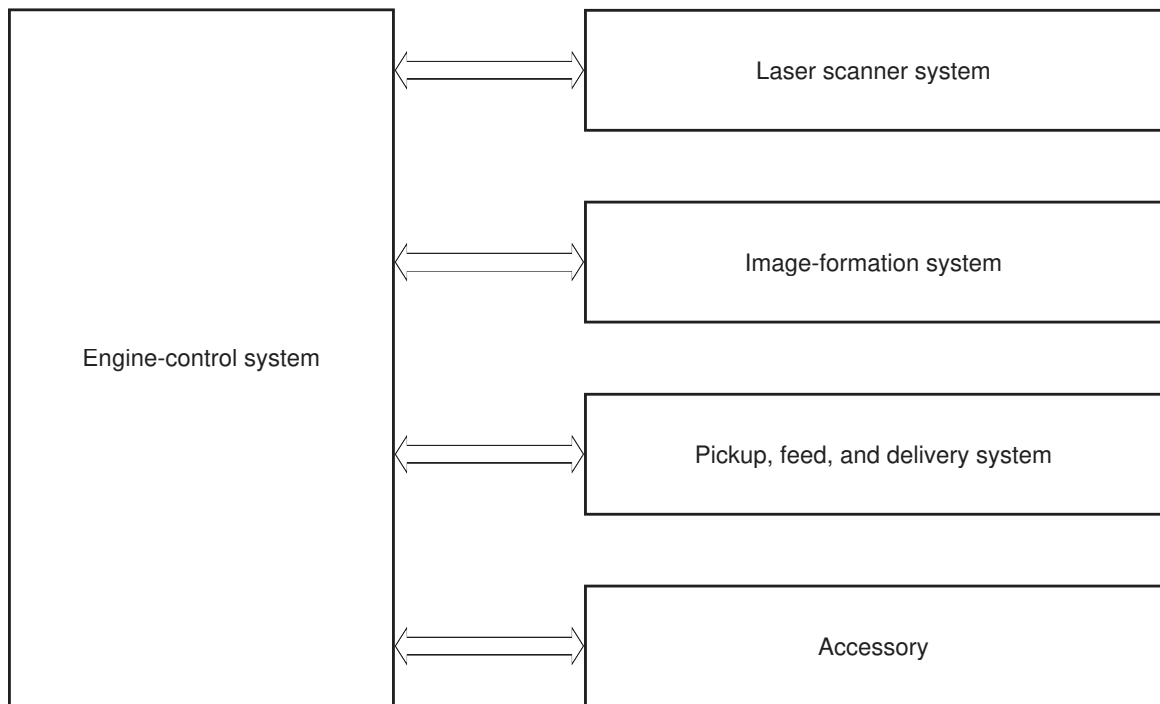 Laser scanner system
Image-formation system
Engine-control system
Pickup, feed, and delivery system
Accessory